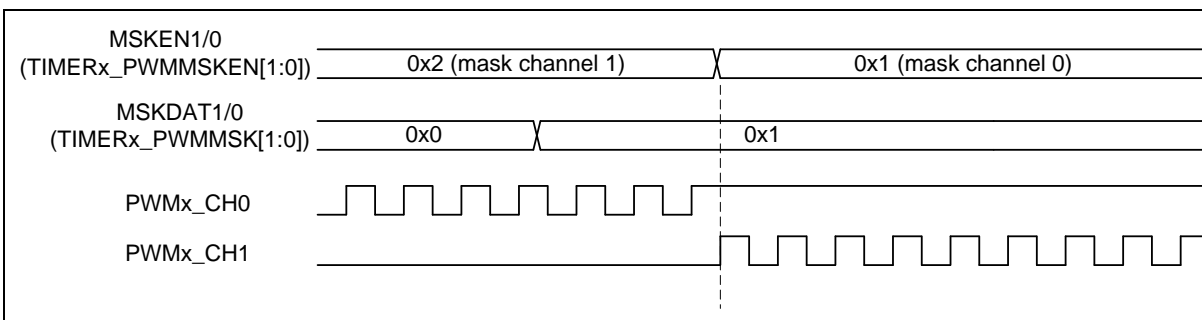 MSKEN1/0
(TIMERx_PWMMSKEN[1:0])
0x2 (mask channel 1)
0x1 (mask channel 0)
MSKDAT1/0
(TIMERx_PWMMSK[1:0])
0x0
0x1
PWMx_CH0
PWMx_CH1